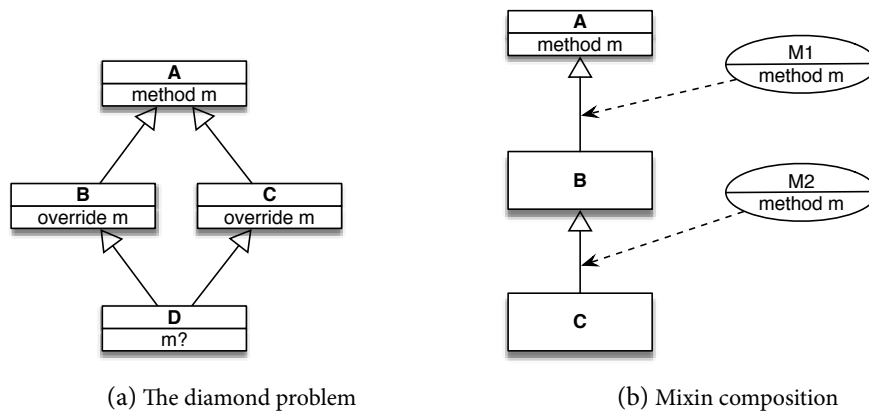 A
method m
B
override m
C
override m
D
m?
(a) The diamond problem
A
method m
M1
method m
B
M2
method m
C
(b) Mixin composition